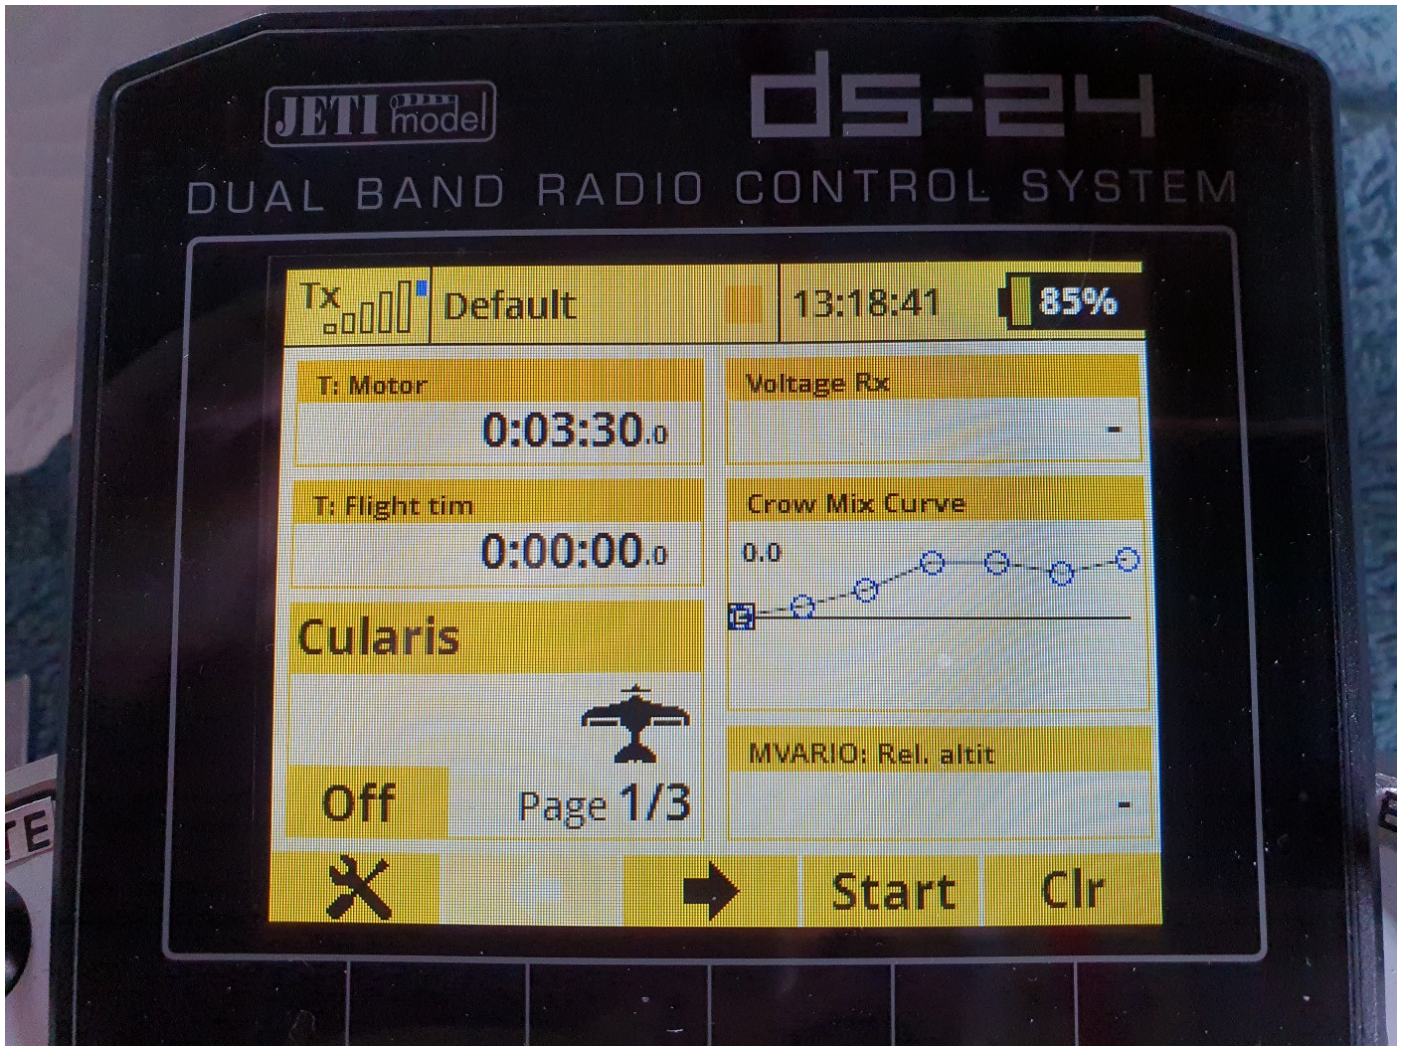 JETI model
ds-24
DUAL BAND RADIO CONTROL SYSTEM
Tx
Default
13:18:41
85%
T: Motor
0:03:30.0
T: Flight tim
0:00:00.0
Cularis
Off
Page 1/3
Voltage Rx
-
Crow Mix Curve
0.0
MVARIO: Rel. altit
-
Start
Clr
TE